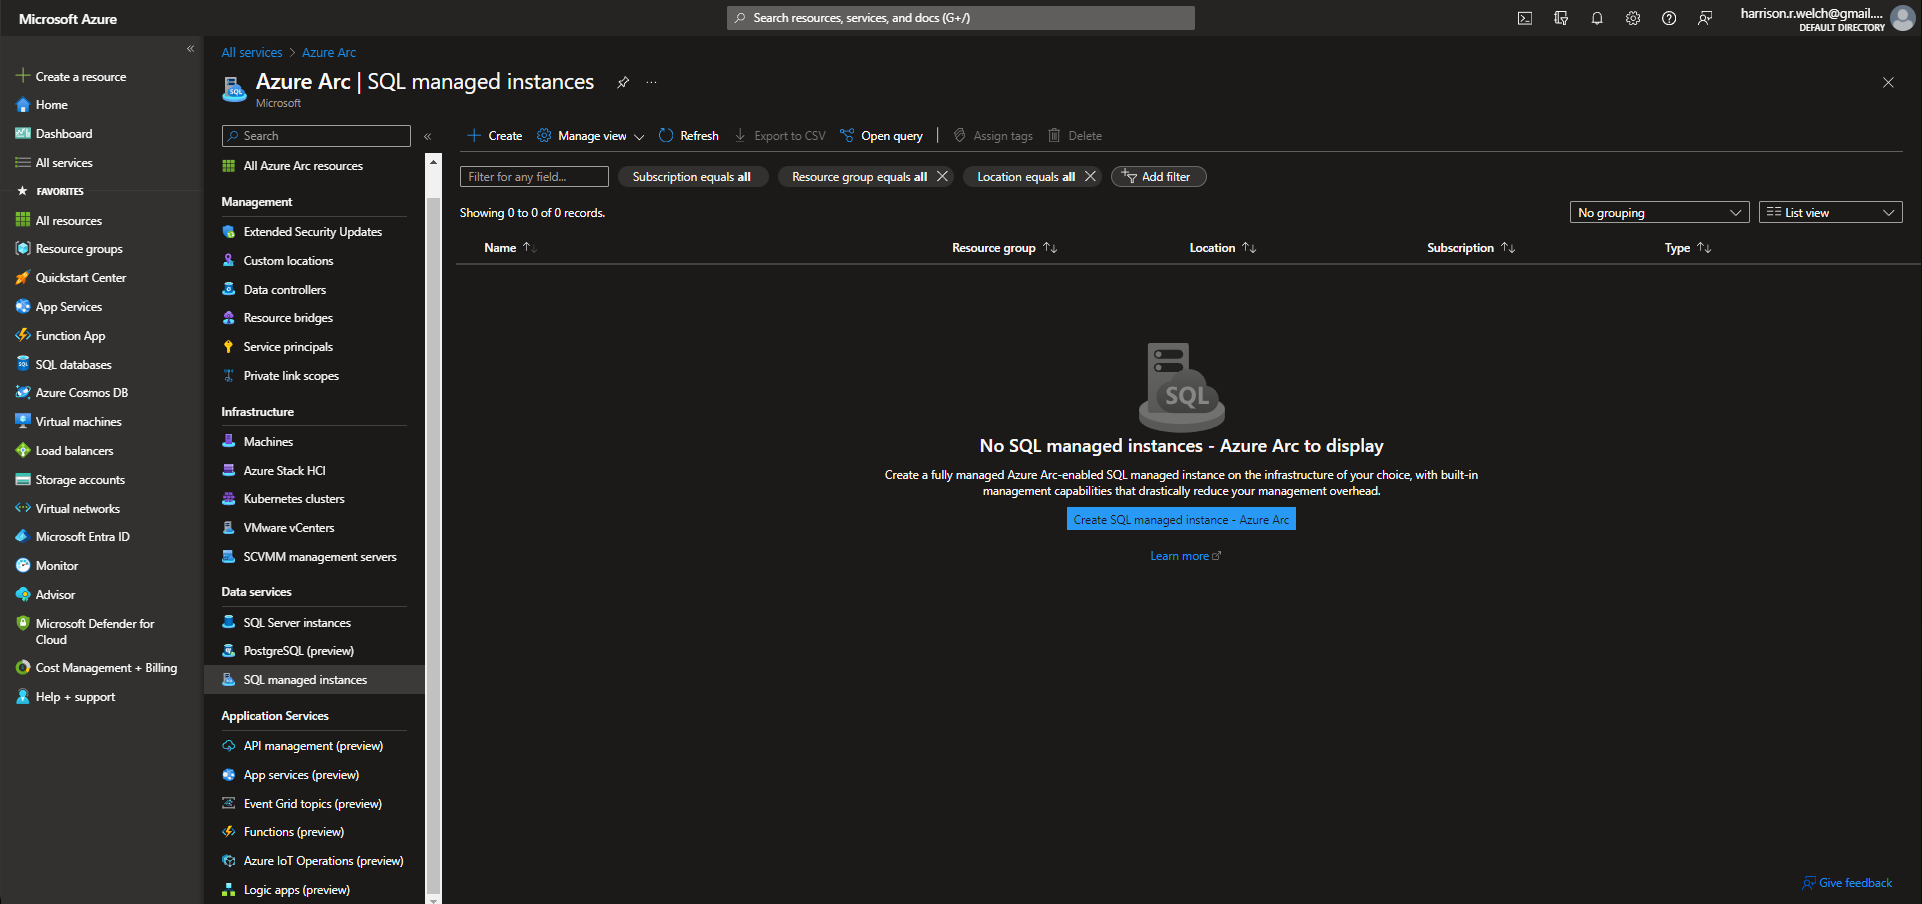 Microsoft Azure
Search resources, services, and docs (G+/)
harrison.r.welch@gmail....
DEFAULT DIRECTORY
Create a resource
Home
Dashboard
All services
FAVORITES
All resources
Resource groups
Quickstart Center
App Services
Function App
SQL databases
Azure Cosmos DB
Virtual machines
Load balancers
Storage accounts
Virtual networks
Microsoft Entra ID
Monitor
Advisor
Microsoft Defender for
Cloud
Cost Management + Billing
Help + support
All services > Azure Arc
Azure Arc | SQL managed instances
Microsoft
Search
All Azure Arc resources
Management
Extended Security Updates
Custom locations
Data controllers
Resource bridges
Service principals
Private link scopes
Infrastructure
Machines
Azure Stack HCI
Kubernetes clusters
VMware vCenters
SCVMM management servers
Data services
SQL Server instances
PostgreSQL (preview)
SQL managed instances
Application Services
API management (preview)
App services (preview)
Event Grid topics (preview)
Functions (preview)
Azure IoT Operations (preview)
Logic apps (preview)
Create Manage view Refresh Export to CSV Open query Assign tags Delete
Filter for any field... Subscription equals all Resource group equals all Location equals all Add filter
Showing 0 to 0 of 0 records.
No grouping List view
Name Resource group Location Subscription Type
SQL
No SQL managed instances - Azure Arc to display
Create a fully managed Azure Arc-enabled SQL managed instance on the infrastructure of your choice, with built-in
management capabilities that drastically reduce your management overhead.
Create SQL managed instance - Azure Arc
Learn more
Give feedback